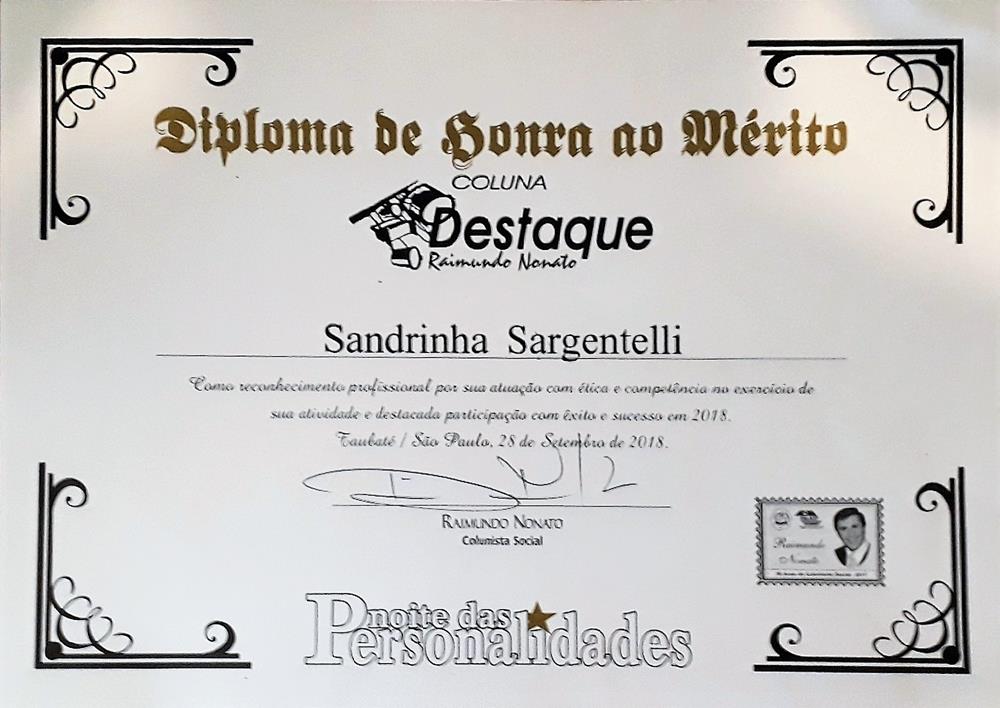 Diploma de Honra ao Mérito
COLUNA
Destaque
Raimundo Nonato
Sandrinha Sargentelli
Como reconhecimento profissional por sua atuação com ética e competência no exercício de
sua atividade e destacada participação com êxito e sucesso em 2018.
Taubaté / São Paulo, 28 de Setembro de 2018.
RAIMUNDO NONATO
Colunista Social
Raimundo
Nonato
noite das
Personalidades